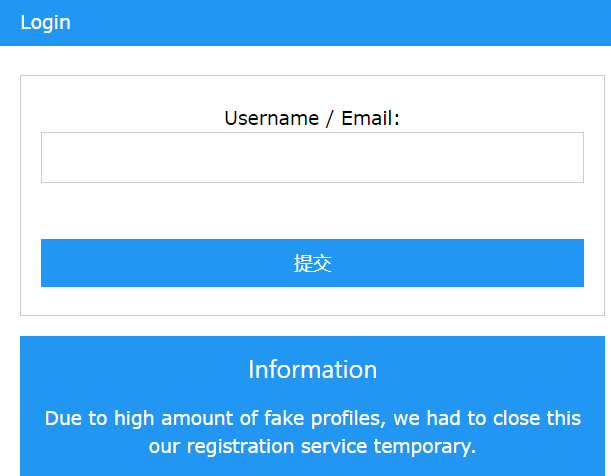 Login
Username / Email:
提交
Information
Due to high amount of fake profiles, we had to close this
our registration service temporary.